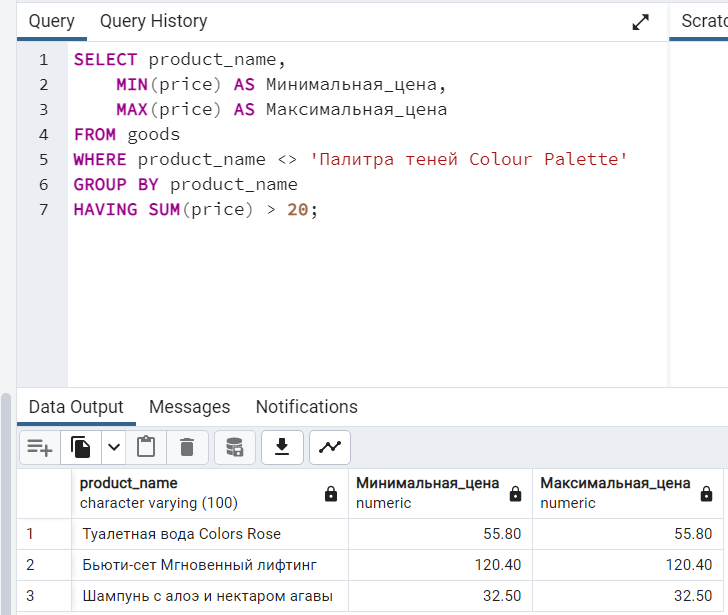 Query Query History Scratc
1 SELECT product_name,
2 MIN(price) AS Минимальная_цена,
3 MAX(price) AS Максимальная_цена
4 FROM goods
5 WHERE product_name <> 'Палитра теней Colour Palette'
6 GROUP BY product_name
7 HAVING SUM(price) > 20;
Data Output Messages Notifications
product_name Минимальная_цена Максимальная_цена
character varying (100) numeric numeric
1 Туалетная вода Colors Rose 55.80 55.80
2 Бьюти-сет Мгновенный лифтинг 120.40 120.40
3 Шампунь с алоэ и нектаром агавы 32.50 32.50